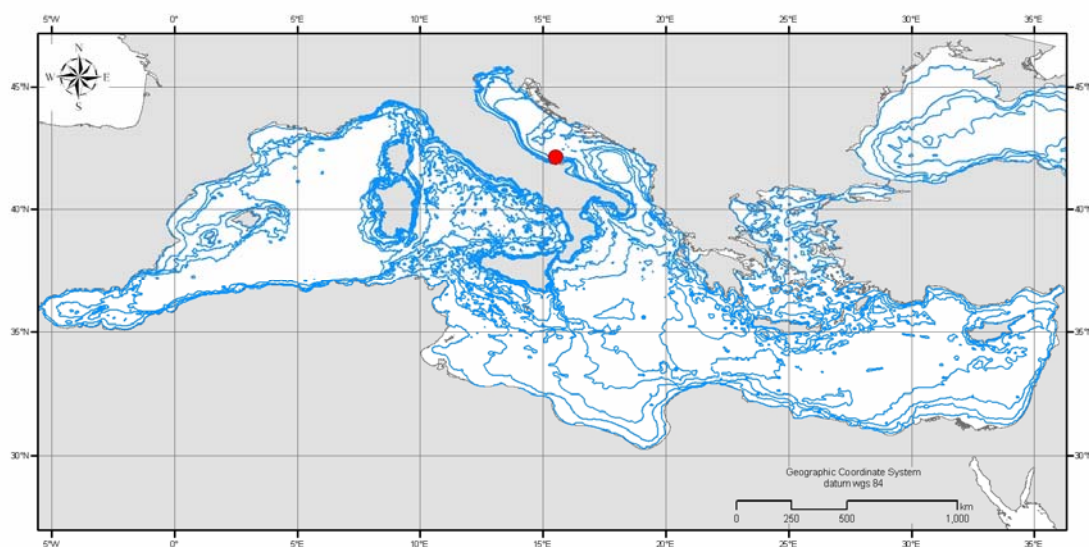 5°W 0° 5°E 10°E 15°E 20°E 25°E 30°E 35°E
N
W E
S
45°N 45°N
40°N 40°N
35°N 35°N
30°N 30°N
Geographic Coordinate System
datum wgs 84
km
0 250 500 1,000
5°W 0° 5°E 10°E 15°E 20°E 25°E 30°E 35°E